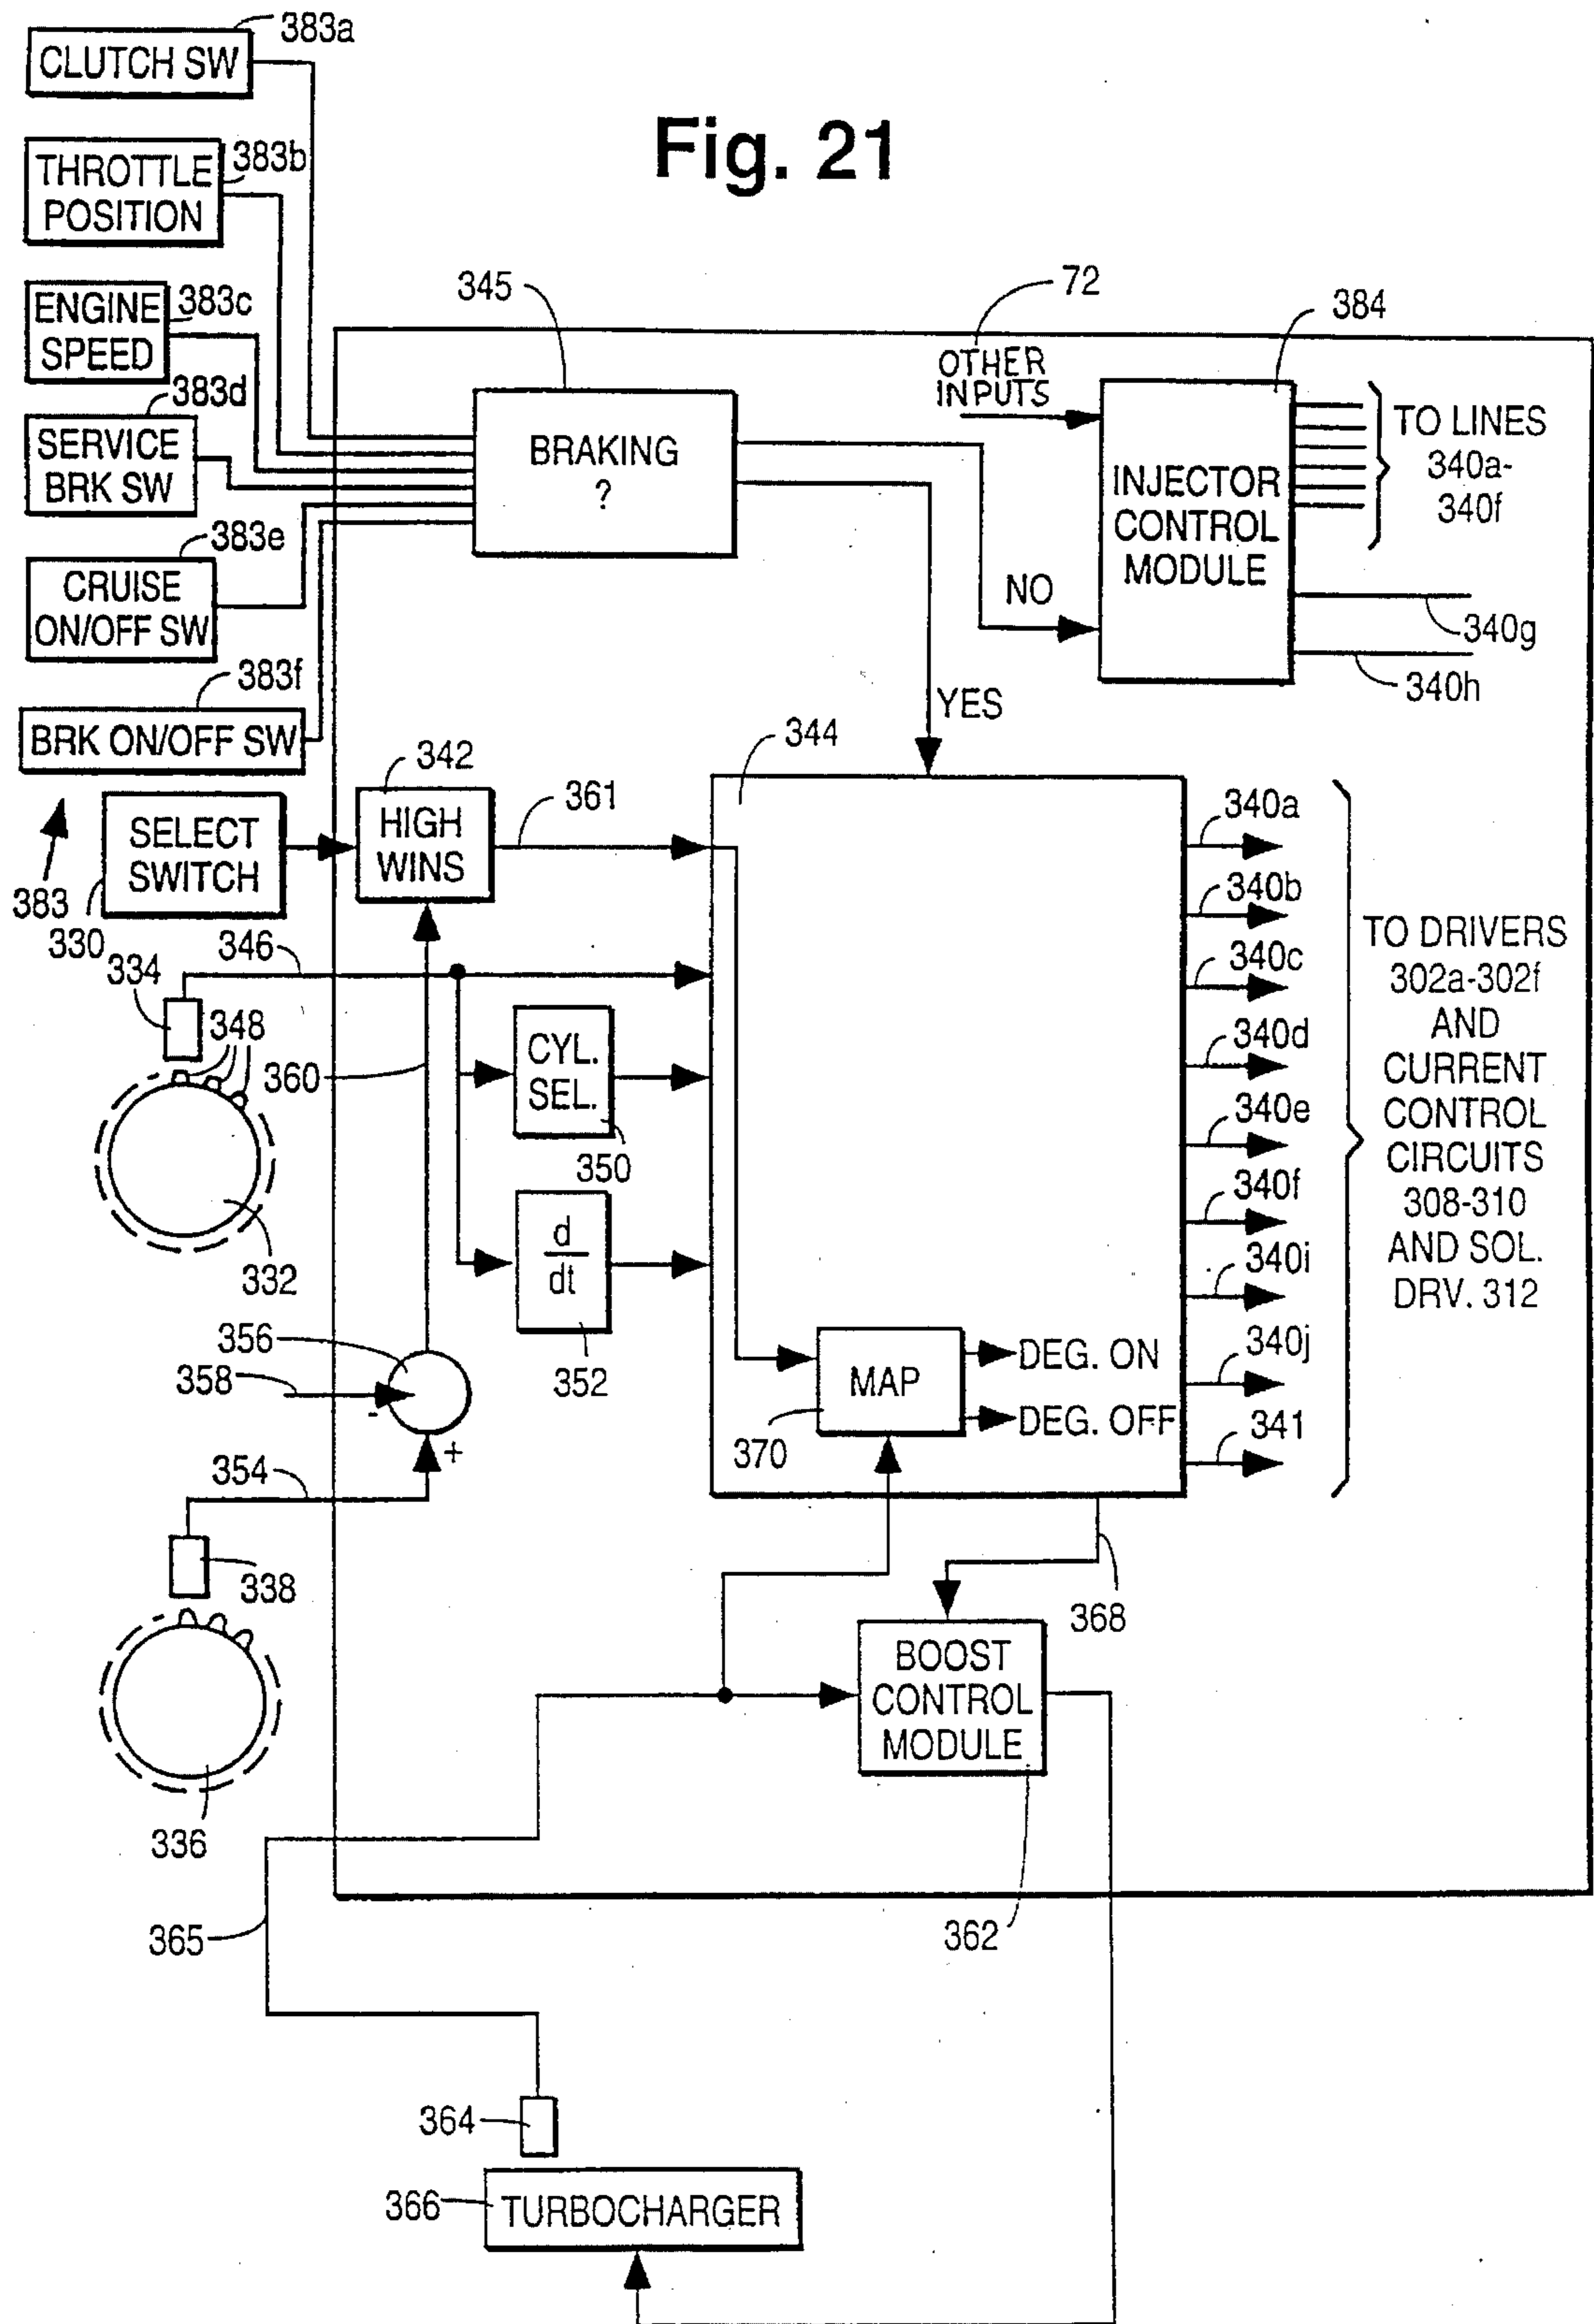 Fig. 21
383a
CLUTCH SW
383b
THROTTLE
POSITION
383c
ENGINE
SPEED
383d
SERVICE
BRK SW
383e
CRUISE
ON/OFF SW
383f
BRK ON/OFF SW
345
BRAKING
?
72
OTHER
INPUTS
384
INJECTOR
CONTROL
MODULE
TO LINES
340a-
340f
340g
340h
NO
YES
383
SELECT
SWITCH
330
342
HIGH
WINS
361
344
346
334
348
332
360
CYL.
SEL.
350
d
dt
352
356
358
-
+
354
338
336
MAP
370
DEG. ON
DEG. OFF
340a
340b
340c
340d
340e
340f
340i
340j
341
TO DRIVERS
302a-302f
AND
CURRENT
CONTROL
CIRCUITS
308-310
AND SOL.
DRV. 312
368
BOOST
CONTROL
MODULE
362
365
364
366
TURBOCHARGER